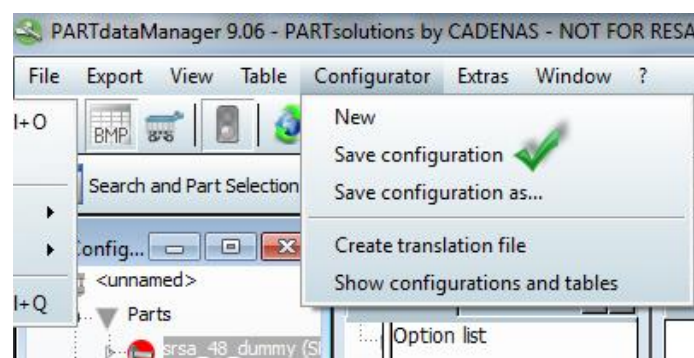 PARTdataManager 9.06 - PARTsolutions by CADENAS - NOT FOR RESA
File Export View Table Configurator Extras Window ?
l+O
BMP
New
Save configuration
Save configuration as...
Search and Part Selection
Create translation file
Show configurations and tables
Config...
<unnamed>
l+Q
Parts
srsa_48_dummy (S
Option list